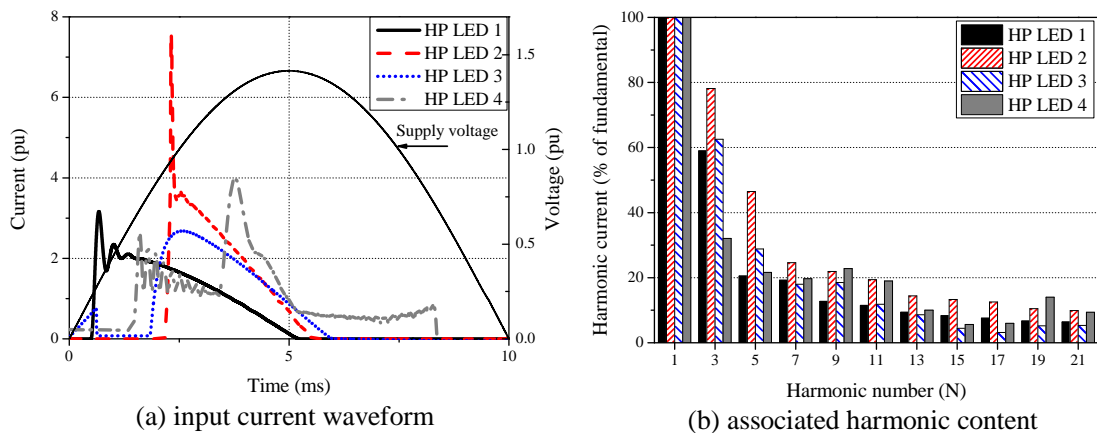 8
6
4
2
0
Current (pu)
0
5
10
Time (ms)
1.5
1.0
0.5
0.0
Voltage (pu)
HP LED 1
HP LED 2
HP LED 3
HP LED 4
Supply voltage
(a) input current waveform
100
80
60
40
20
0
Harmonic current (% of fundamental)
1 3 5 7 9 11 13 15 17 19 21
Harmonic number (N)
HP LED 1
HP LED 2
HP LED 3
HP LED 4
(b) associated harmonic content